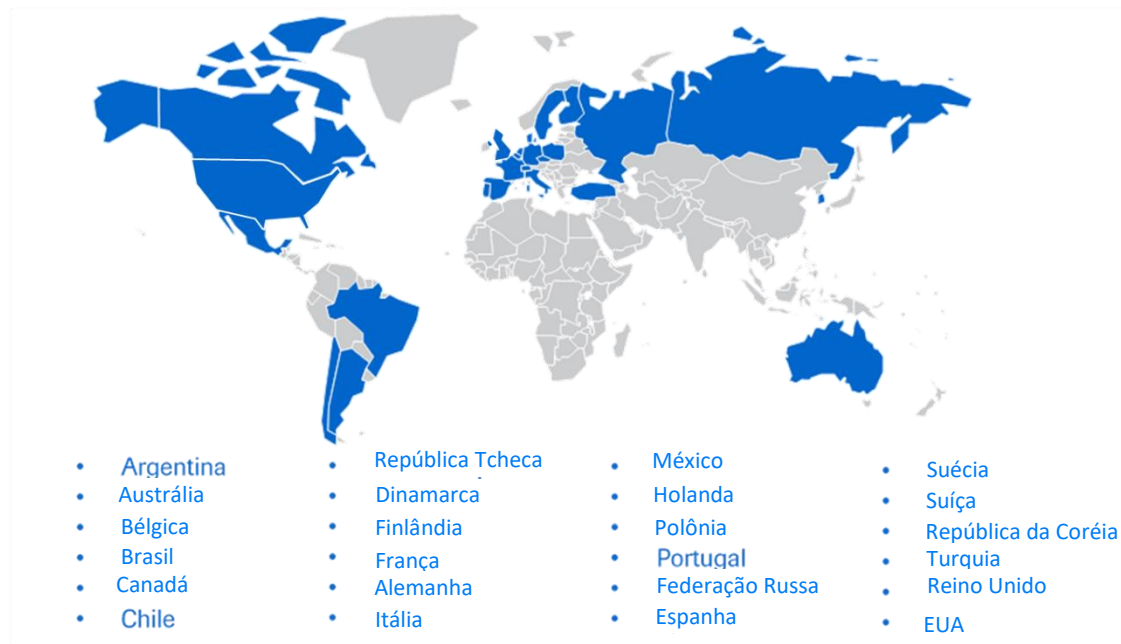 Argentina
Austrália
Bélgica
Brasil
Canadá
Chile
República Tcheca
Dinamarca
Finlândia
França
Alemanha
Itália
México
Holanda
Polônia
Portugal
Federação Russa
Espanha
Suécia
Suíça
República da Coréia
Turquia
Reino Unido
EUA